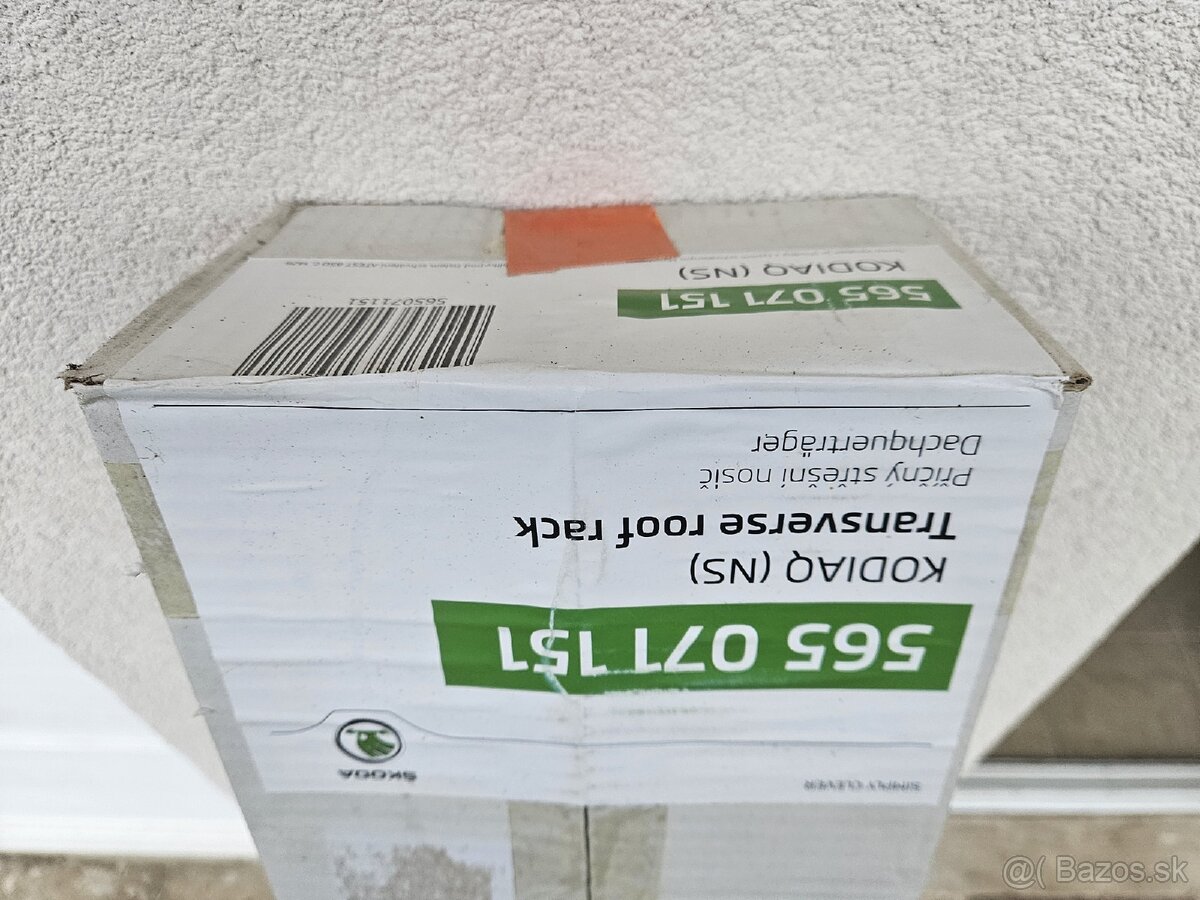 SIMPLY CLEVER
ŠKODA
565 071 151
KODIAQ (NS)
Transverse roof rack
Příčný střešní nosič
Dachquerträger
565 071 151
KODIAQ (NS)
5650711151
@( Bazos.sk